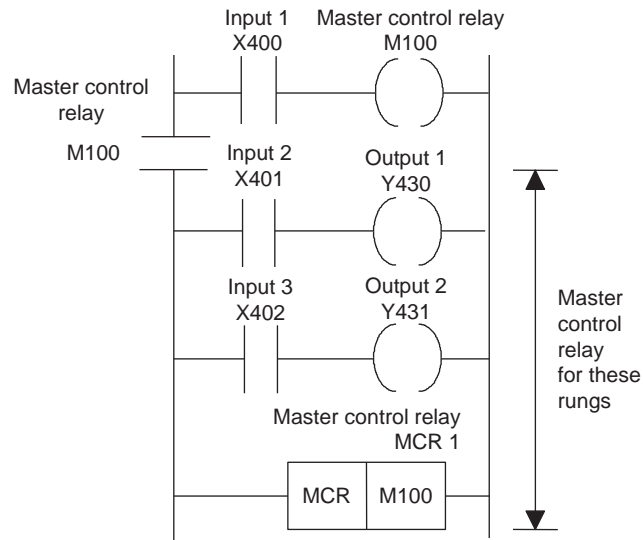 Input 1
X400
Master control relay
M100
Master control
relay
M100
Input 2
X401
Output 1
Y430
Input 3
X402
Output 2
Y431
Master
control
relay
for these
rungs
Master control relay
MCR 1
MCR
M100